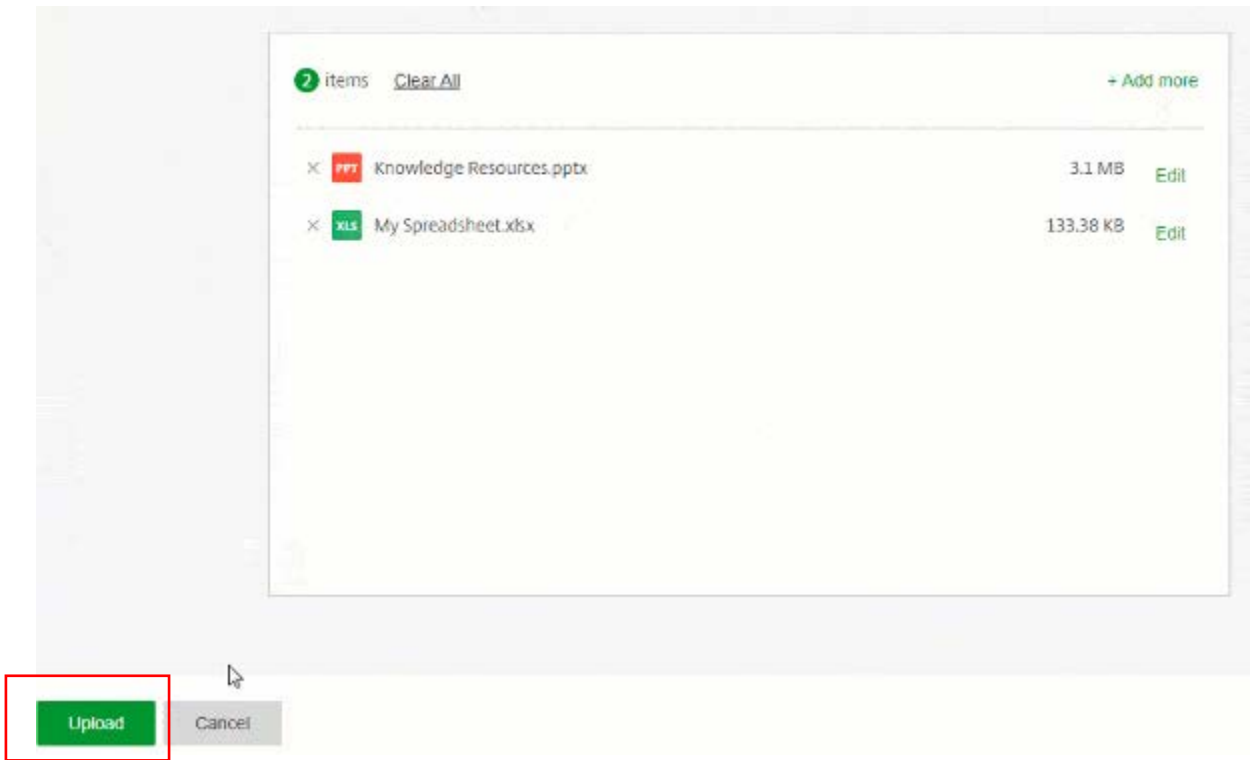 2 items Clear All + Add more
PPT Knowledge Resources.pptx 3.1 MB Edit
XLS My Spreadsheet.xlsx 133.38 KB Edit
Upload Cancel